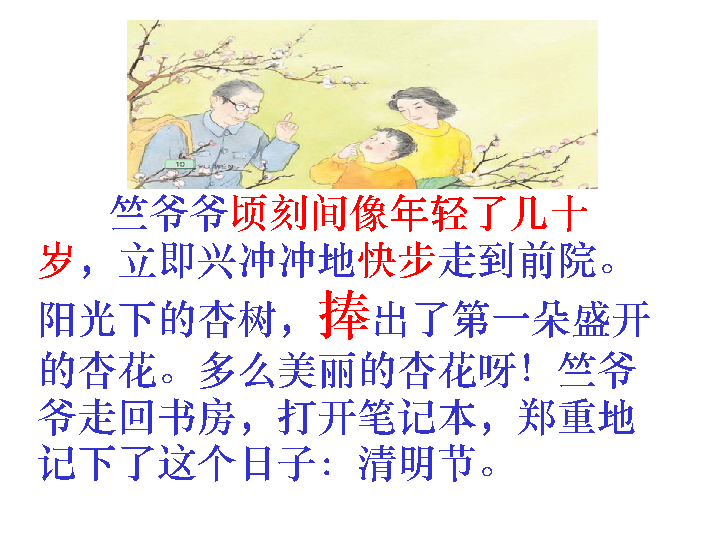 竺爷爷顷刻间像年轻了几十
岁，立即兴冲冲地快步走到前院。
阳光下的杏树，捧出了第一朵盛开
的杏花。多么美丽的杏花呀！竺爷
爷走回书房，打开笔记本，郑重地
记下了这个日子：清明节。